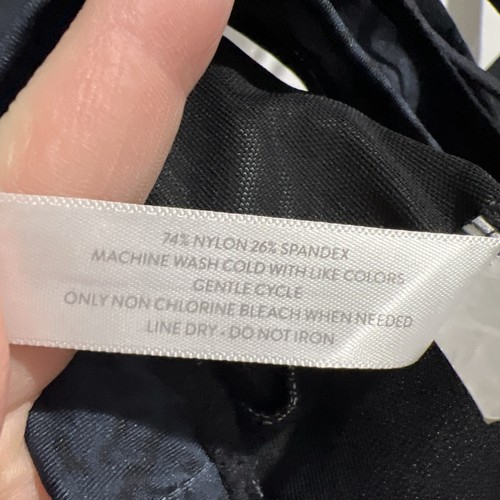 74% NYLON 26% SPANDEX
MACHINE WASH COLD WITH LIKE COLORS
GENTLE CYCLE
ONLY NON CHLORINE BLEACH WHEN NEEDED
LINE DRY - DO NOT IRON